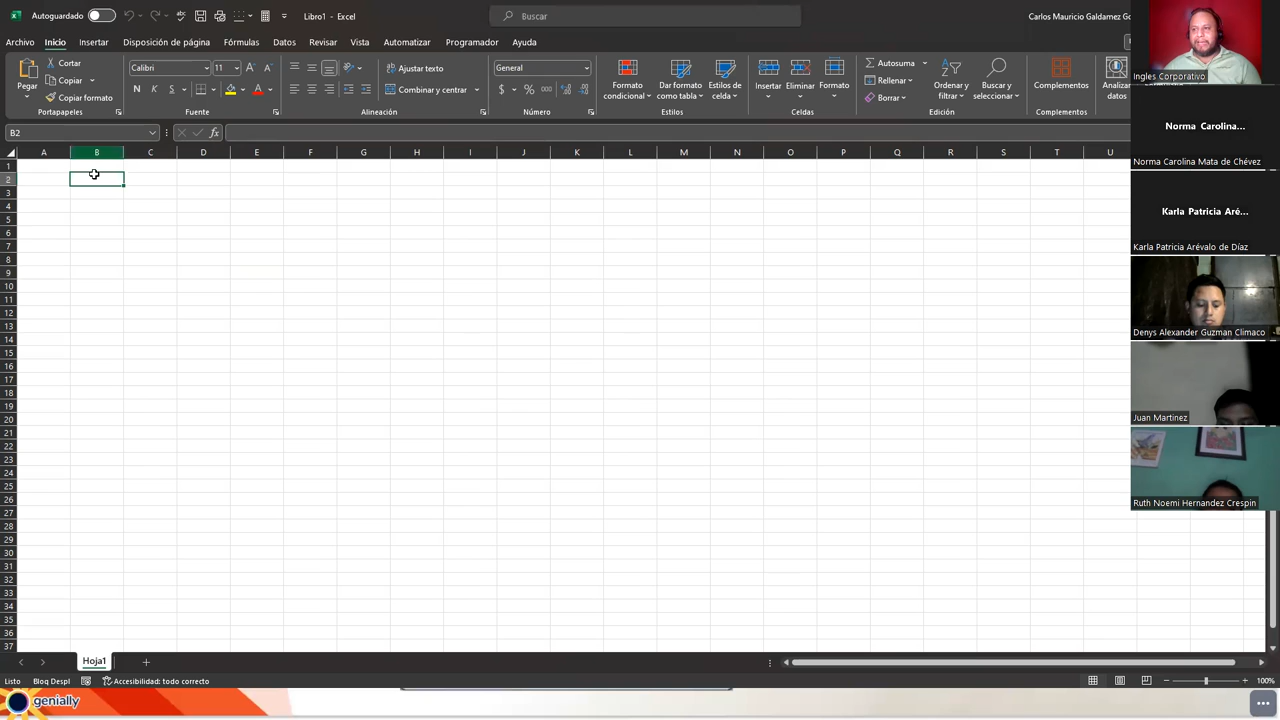 Autoguardado
Libro1 - Excel
Buscar
Carlos Mauricio Galdamez Go
Archivo Inicio Insertar Disposición de página Fórmulas Datos Revisar Vista Automatizar Programador Ayuda
Pegar
Cortar
Copiar
Copiar formato
Portapapeles
Calibri 11
N K S
Fuente
Ajustar texto
Combinar y centrar
Alineación
General
$ % 000
Número
Formato condicional
Dar formato como tabla
Estilos de celda
Estilos
Insertar Eliminar Formato
Celdas
Autosuma
Rellenar
Borrar
Ordenar y filtrar
Buscar y seleccionar
Edición
Complementos
Complementos
Analizar datos
B2
fx
A B C D E F G H I J K L M N O P Q R S T U
1
2
3
4
5
6
7
8
9
10
11
12
13
14
15
16
17
18
19
20
21
22
23
24
25
26
27
28
29
30
31
32
33
34
35
36
37
Ingles Corporativo
Norma Carolina...
Norma Carolina Mata de Chévez
Karla Patricia Aré...
Karla Patricia Arévalo de Díaz
Denys Alexander Guzman Climaco
Juan Martinez
Ruth Noemi Hernandez Crespin
Hoja1
Listo Bloq Despl Accesibilidad: todo correcto
100%
genially